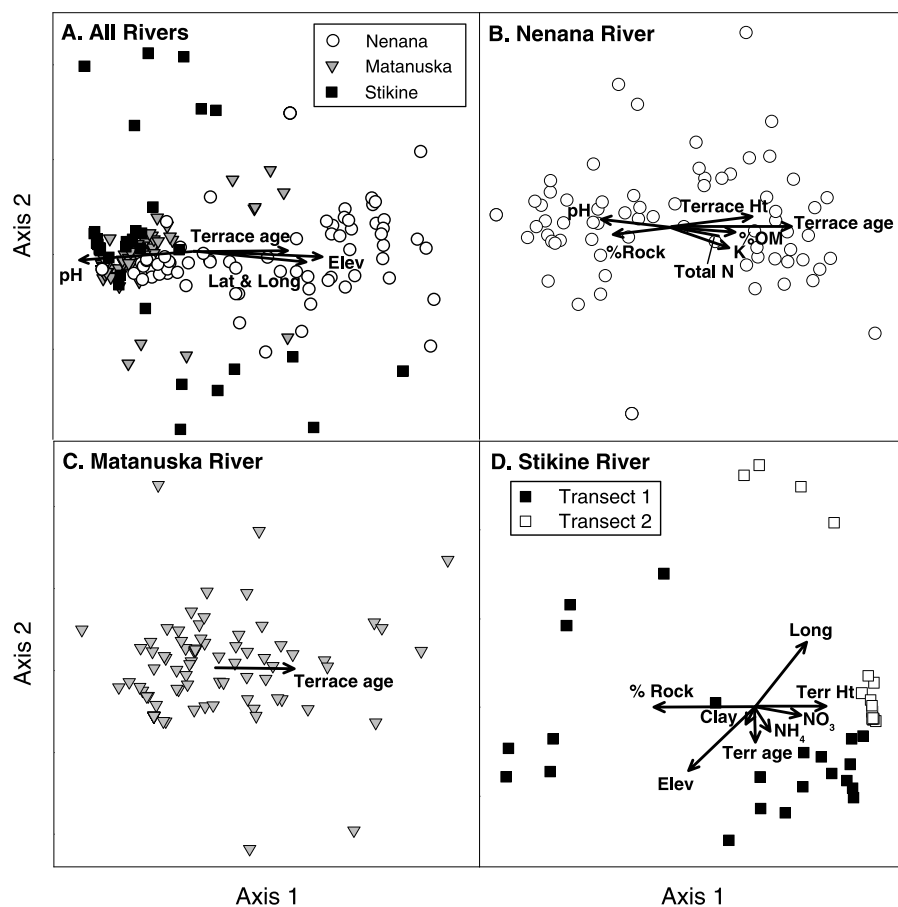 A. All Rivers
Nenana
Matanuska
Stikine
Terrace age
Elev
pH
Lat & Long
Axis 2
B. Nenana River
pH
Terrace Ht
Terrace age
%OM
K
%Rock
Total N
C. Matanuska River
Terrace age
Axis 2
Axis 1
D. Stikine River
Transect 1
Transect 2
Long
% Rock
Terr Ht
Clay
NO3
NH4
Terr age
Elev
Axis 1